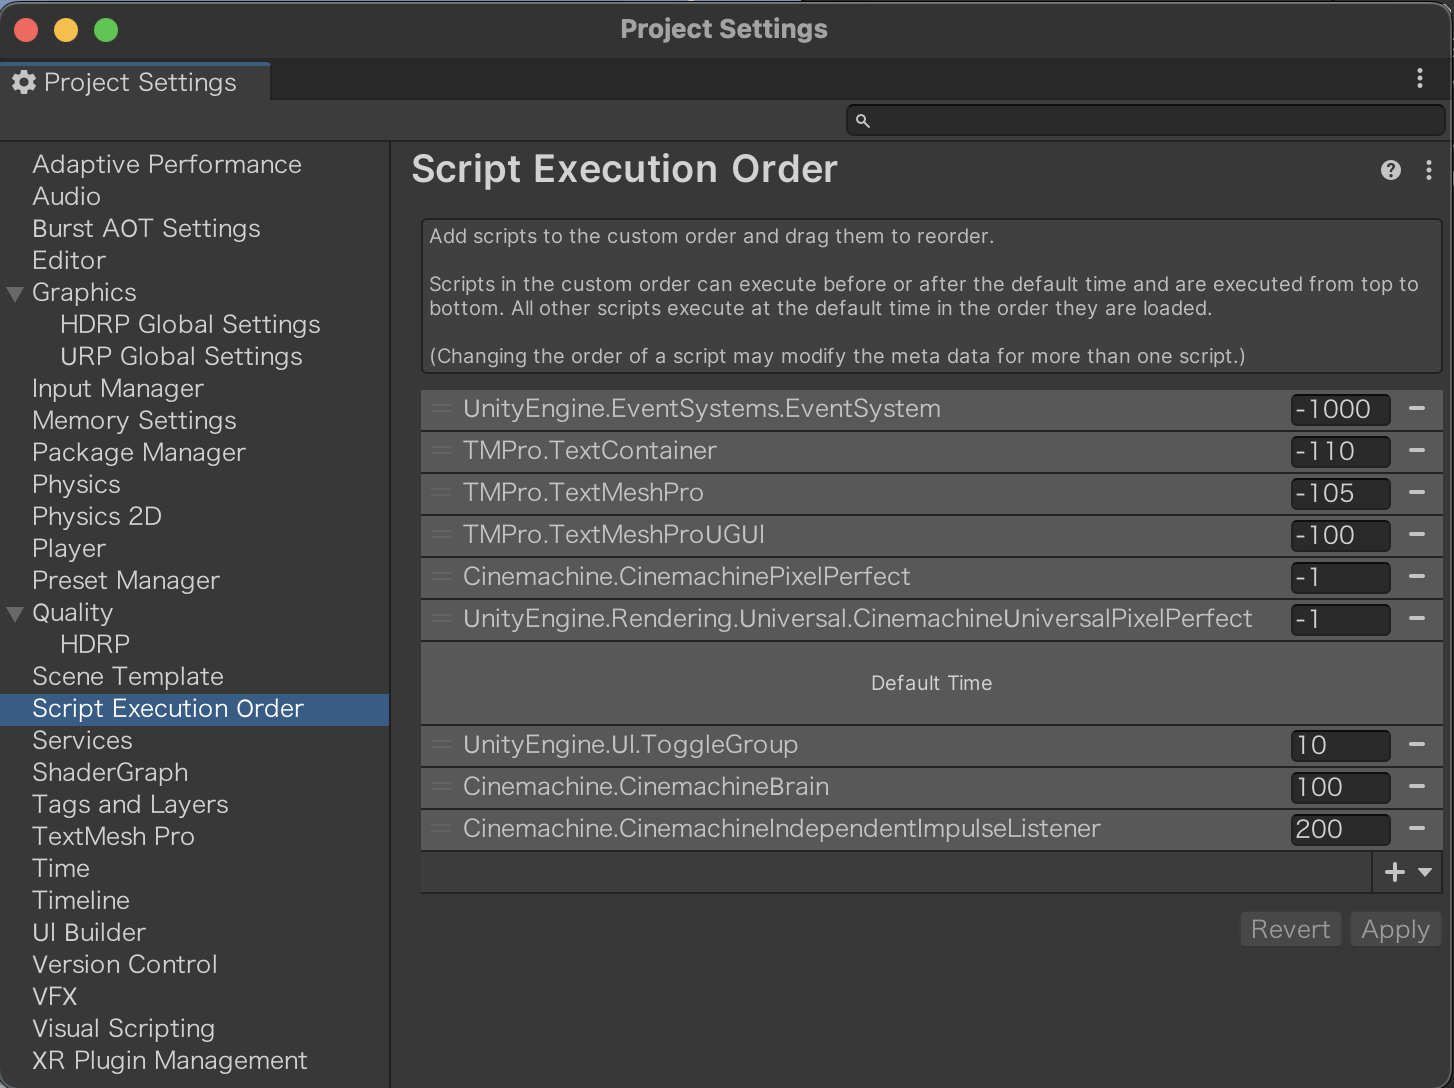 Project Settings
Project Settings
Adaptive Performance
Audio
Burst AOT Settings
Editor
Graphics
HDRP Global Settings
URP Global Settings
Input Manager
Memory Settings
Package Manager
Physics
Physics 2D
Player
Preset Manager
Quality
HDRP
Scene Template
Script Execution Order
Services
ShaderGraph
Tags and Layers
TextMesh Pro
Time
Timeline
UI Builder
Version Control
VFX
Visual Scripting
XR Plugin Management
Script Execution Order
Add scripts to the custom order and drag them to reorder.
Scripts in the custom order can execute before or after the default time and are executed from top to
bottom. All other scripts execute at the default time in the order they are loaded.
(Changing the order of a script may modify the meta data for more than one script.)
UnityEngine.EventSystems.EventSystem -1000
TMPro.TextContainer -110
TMPro.TextMeshPro -105
TMPro.TextMeshProUGUI -100
Cinemachine.CinemachinePixelPerfect -1
UnityEngine.Rendering.Universal.CinemachineUniversalPixelPerfect -1
Default Time
UnityEngine.UI.ToggleGroup 10
Cinemachine.CinemachineBrain 100
Cinemachine.CinemachineIndependentImpulseListener 200
Revert Apply